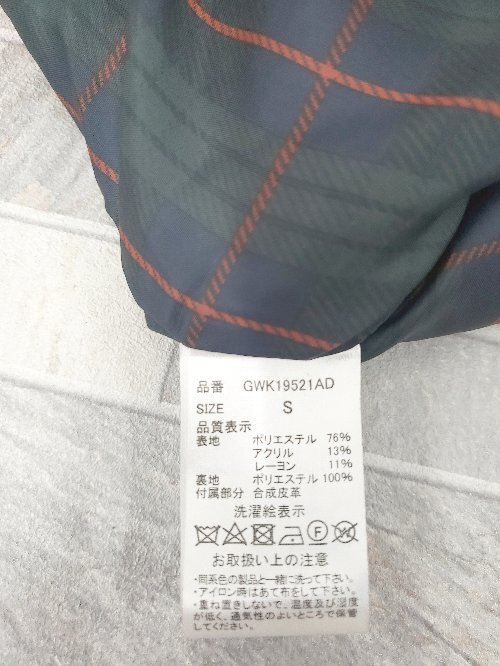 品番 GWK19521AD
SIZE S
品質表示
表地 ポリエステル 76%
アクリル 13%
レーヨン 11%
裏地 ポリエステル 100%
付属部分 合成皮革
洗濯絵表示
お取扱い上の注意
・同系色の製品と一緒に洗って下さい。
・アイロン時はあて布をして下さい。
・重ね置きしないで、温度及び湿度
が低く、通気性のよいところで保管
してください。